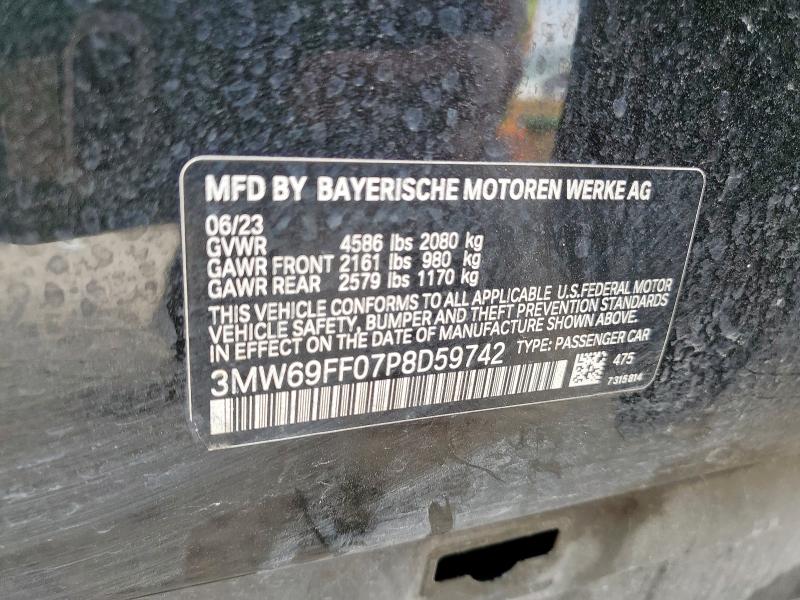 MFD BY BAYERISCHE MOTOREN WERKE AG
06/23
GVWR 4586 lbs 2080 kg
GAWR FRONT 2161 lbs 980 kg
GAWR REAR 2579 lbs 1170 kg
THIS VEHICLE CONFORMS TO ALL APPLICABLE U.S.FEDERAL MOTOR
VEHICLE SAFETY, BUMPER AND THEFT PREVENTION STANDARDS
IN EFFECT ON THE DATE OF MANUFACTURE SHOWN ABOVE.
3MW69FF07P8D59742 TYPE: PASSENGER CAR
475
7315814